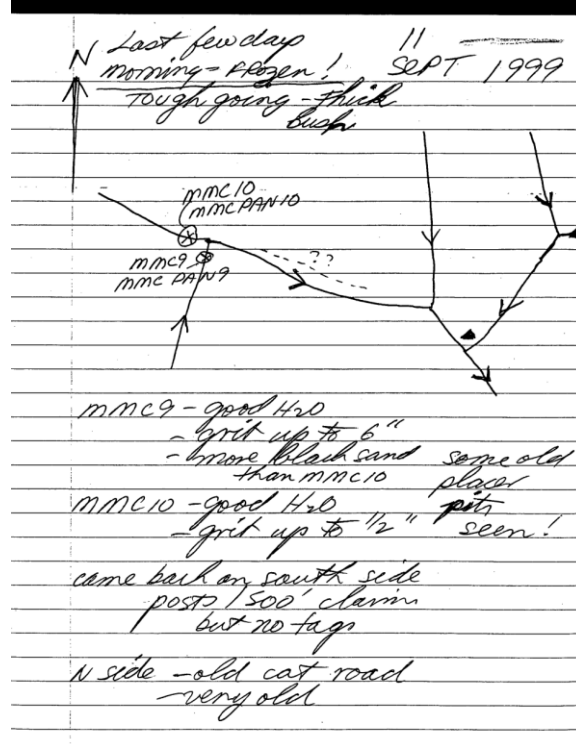 N Last few days
morning - frozen!
11 SEPT 1999
Tough going - thick
bush
MMC10
MMCPAN10
??
MMC9
MMC PAN9
MMC9 - good H2O
- grit up to 6"
- more black sand
than MMC10
some old
placer
pits
seen!
MMC10 - good H2O
- grit up to 1/2"
came back on south side
posts 1500' claim
but no tags
N side - old cat road
- very old